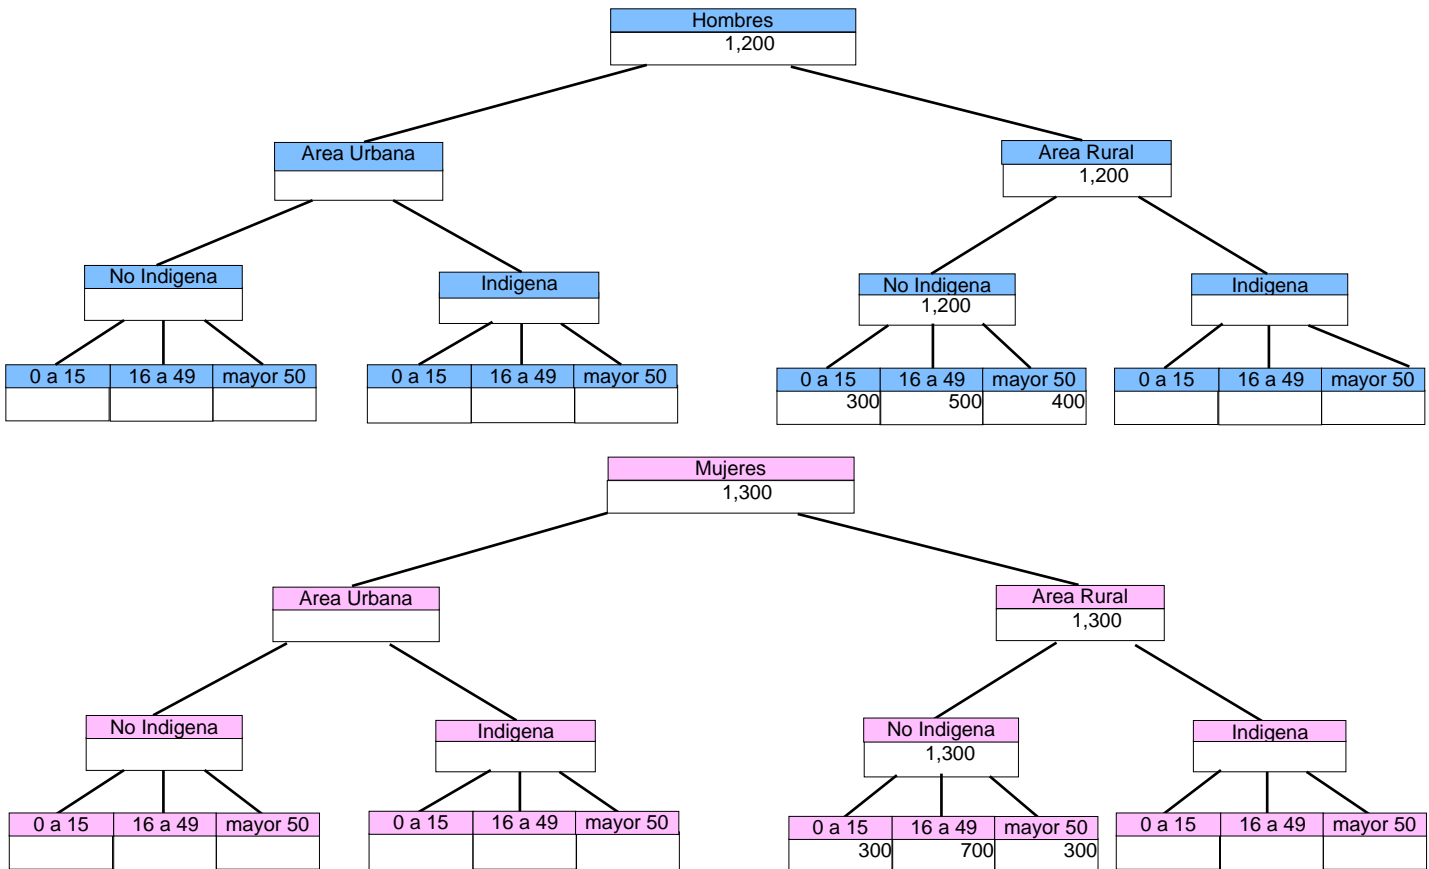 Hombres
1,200
Area Urbana
Area Rural
1,200
No Indigena
Indigena
No Indigena
1,200
Indigena
0 a 15 16 a 49 mayor 50
0 a 15 16 a 49 mayor 50
0 a 15 16 a 49 mayor 50
300 500 400
0 a 15 16 a 49 mayor 50
Mujeres
1,300
Area Urbana
Area Rural
1,300
No Indigena
Indigena
No Indigena
1,300
Indigena
0 a 15 16 a 49 mayor 50
0 a 15 16 a 49 mayor 50
0 a 15 16 a 49 mayor 50
300 700 300
0 a 15 16 a 49 mayor 50